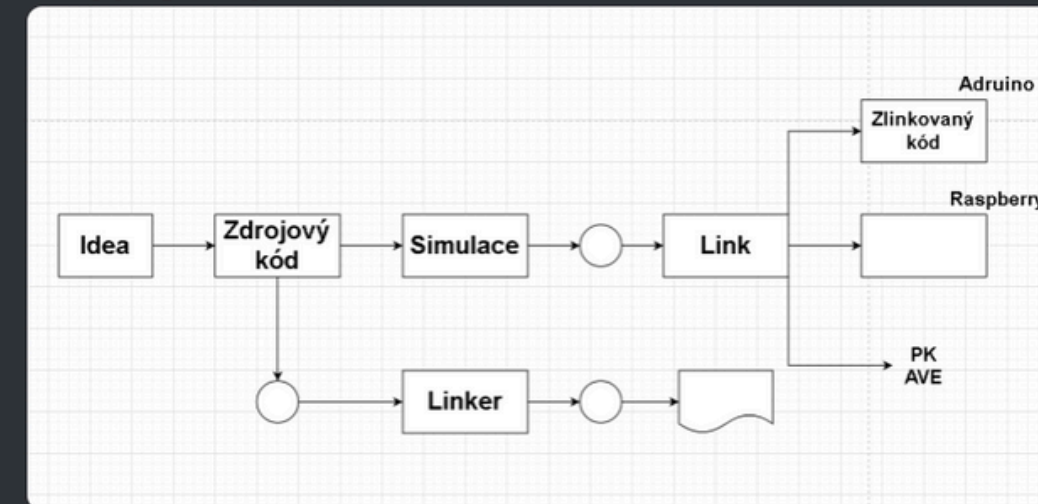 Adruino
Zlinkovaný
kód
Raspberry
Idea
Zdrojový
kód
Simulace
Link
PK
AVE
Linker